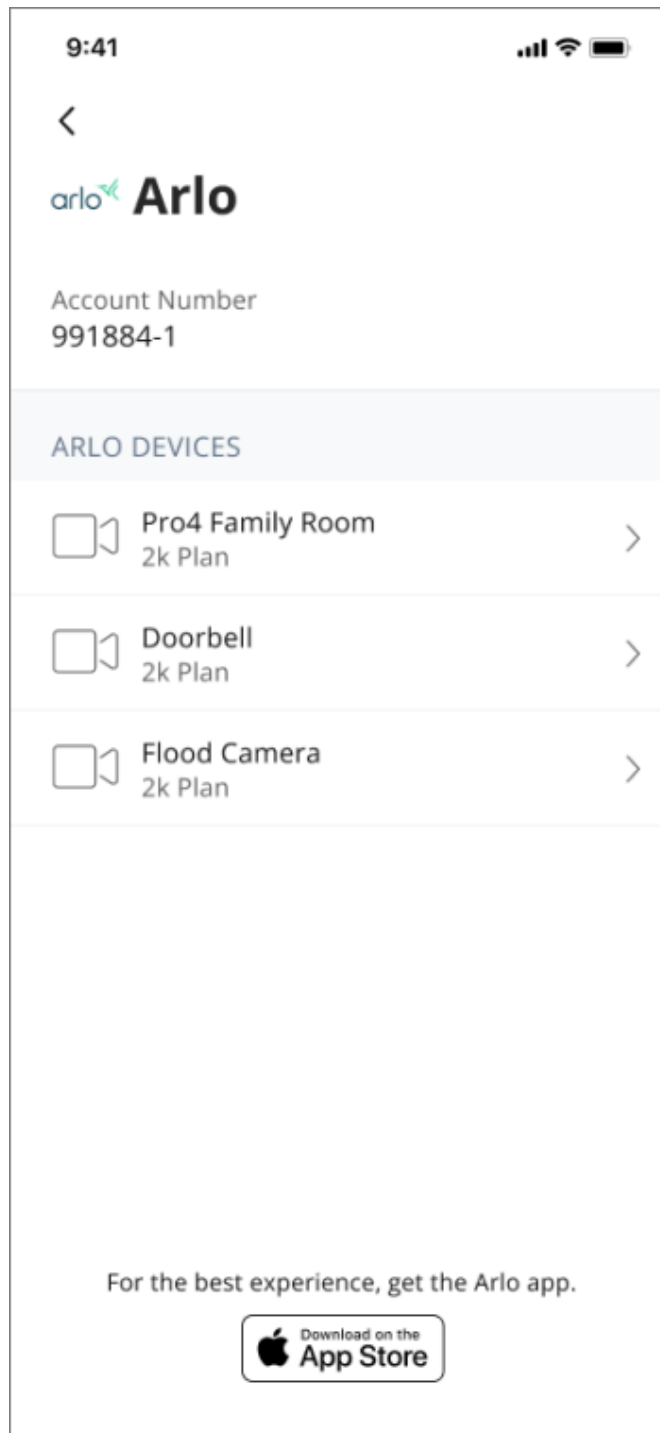 9:41
arlo Arlo
Account Number
991884-1
ARLO DEVICES
Pro4 Family Room
2k Plan
Doorbell
2k Plan
Flood Camera
2k Plan
For the best experience, get the Arlo app.
Download on the
App Store